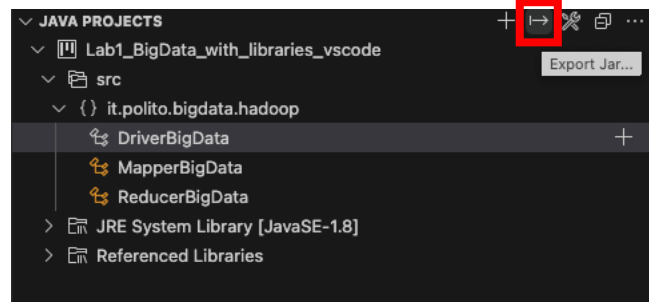 JAVA PROJECTS
Lab1_BigData_with_libraries_vscode
Export Jar...
src
{} it.polito.bigdata.hadoop
DriverBigData
MapperBigData
ReducerBigData
JRE System Library [JavaSE-1.8]
Referenced Libraries